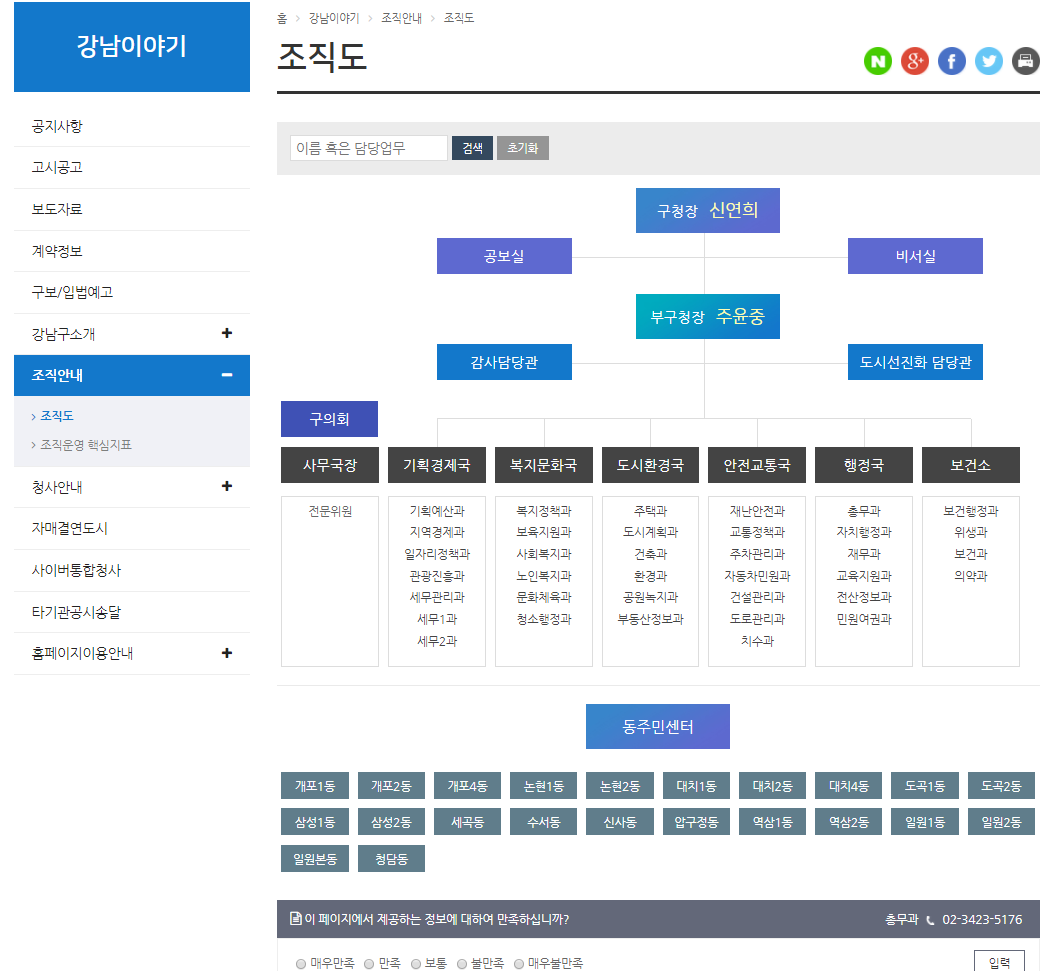 강남이야기
공지사항
고시공고
보도자료
계약정보
구보/입법예고
강남구소개
조직안내
조직도
조직운영 핵심지표
청사안내
자매결연도시
사이버통합청사
타기관공시송달
홈페이지이용안내
홈 > 강남이야기 > 조직안내 > 조직도
조직도
이름 혹은 담당업무 검색 초기화
구청장 신연희
공보실 비서실
부구청장 주윤중
감사담당관 도시선진화 담당관
구의회
사무국장 기획경제국 복지문화국 도시환경국 안전교통국 행정국 보건소
전문위원 기획예산과 복지정책과 주택과 재난안전과 총무과 보건행정과
지역경제과 보육지원과 도시계획과 교통정책과 자치행정과 위생과
일자리정책과 사회복지과 건축과 주차관리과 재무과 보건과
관광진흥과 노인복지과 환경과 자동차민원과 교육지원과 의약과
세무관리과 문화체육과 공원녹지과 건설관리과 전산정보과
세무1과 청소행정과 부동산정보과 도로관리과 민원여권과
세무2과 치수과
동주민센터
개포1동 개포2동 개포4동 논현1동 논현2동 대치1동 대치2동 대치4동 도곡1동 도곡2동
삼성1동 삼성2동 세곡동 수서동 신사동 압구정동 역삼1동 역삼2동 일원1동 일원2동
일원본동 청담동
이 페이지에서 제공하는 정보에 대하여 만족하십니까? 총무과 02-3423-5176
매우만족 만족 보통 불만족 매우불만족 입력